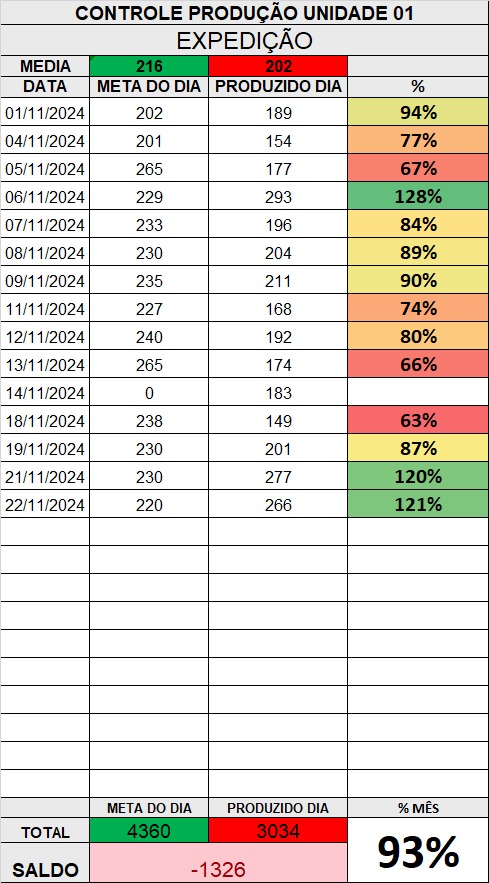 CONTROLE PRODUÇÃO UNIDADE 01
EXPEDIÇÃO
MEDIA 216 202
DATA META DO DIA PRODUZIDO DIA %
01/11/2024 202 189 94%
04/11/2024 201 154 77%
05/11/2024 265 177 67%
06/11/2024 229 293 128%
07/11/2024 233 196 84%
08/11/2024 230 204 89%
09/11/2024 235 211 90%
11/11/2024 227 168 74%
12/11/2024 240 192 80%
13/11/2024 265 174 66%
14/11/2024 0 183
18/11/2024 238 149 63%
19/11/2024 230 201 87%
21/11/2024 230 277 120%
22/11/2024 220 266 121%
META DO DIA PRODUZIDO DIA % MÊS
TOTAL 4360 3034 93%
SALDO -1326